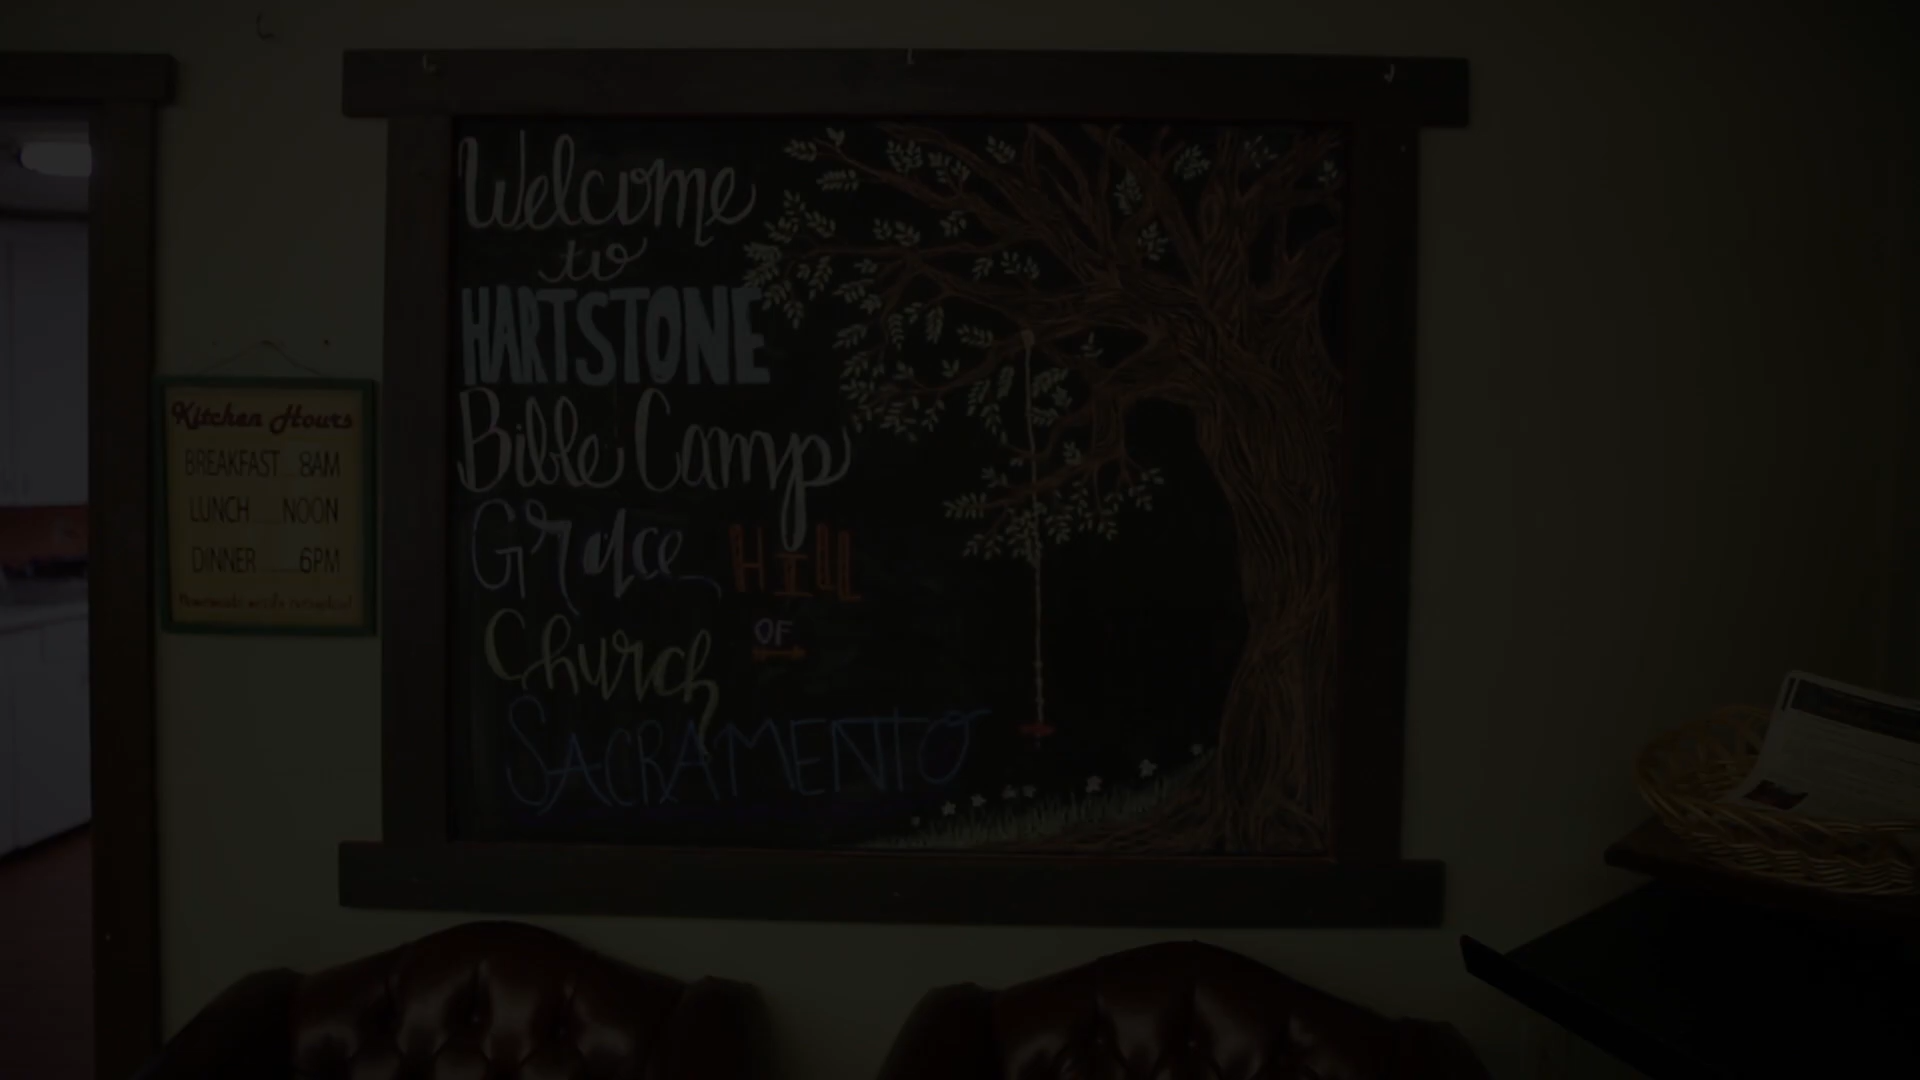 Welcome
to
HARTSTONE
Bible Camp
Grace HILL
OF
Church
SACRAMENTO
Kitchen Hours
BREAKFAST...8AM
LUNCH...NOON
DINNER...6PM